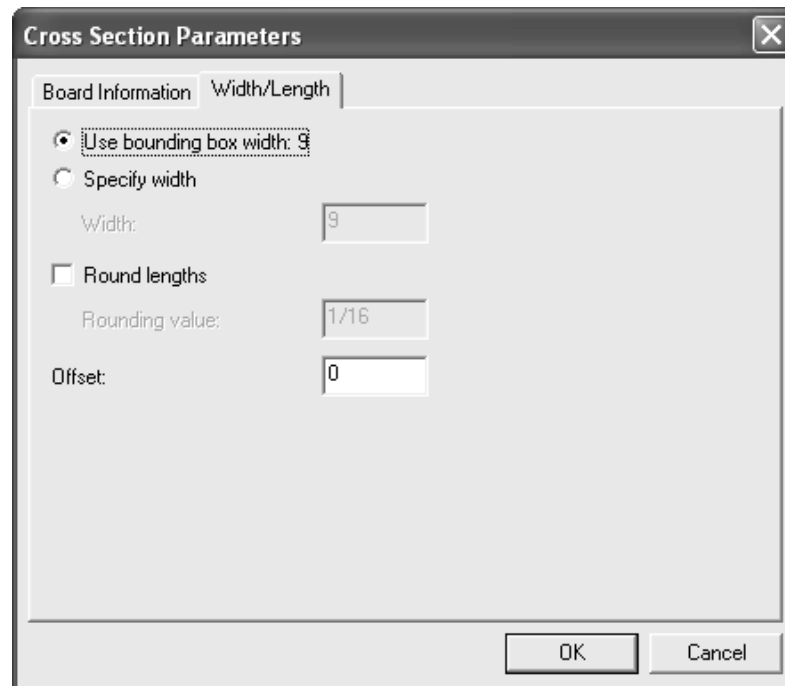 Cross Section Parameters
Board Information Width/Length
Use bounding box width: 9
Specify width
Width: 9
Round lengths
Rounding value: 1/16
Offset: 0
OK Cancel